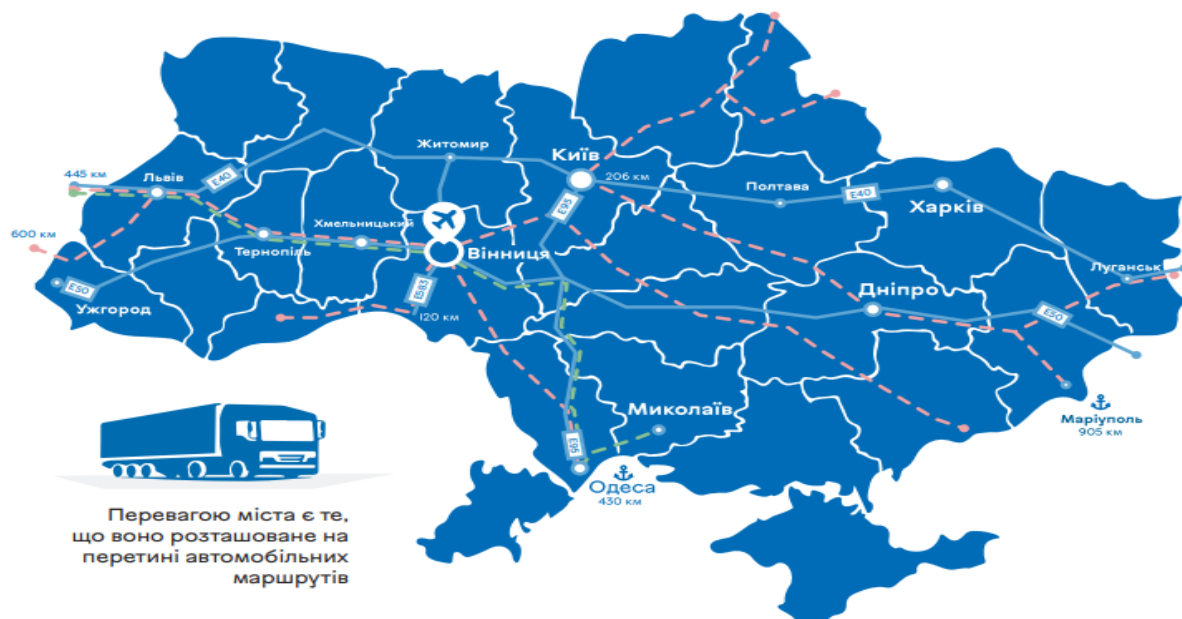 Житомир
Київ
206 км
445 км
Львів
E40
Полтава
E40
Харків
E95
600 км
Хмельницький
Тернопіль
Вінниця
Луганськ
E50
Ужгород
E583
120 км
Дніпро
E50
Миколаїв
Маріуполь
905 км
E95
Одеса
430 км
Перевагою міста є те,
що воно розташоване на
перетині автомобільних
маршрутів